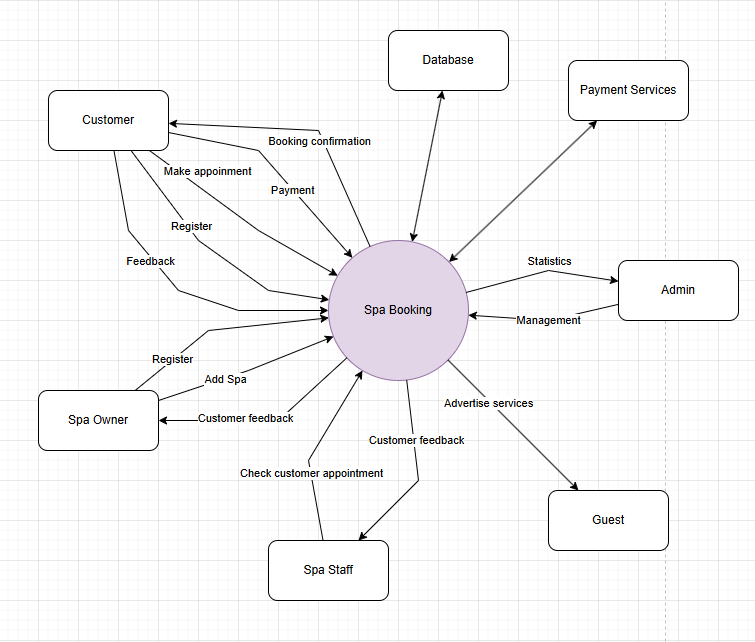 Database
Payment Services
Customer
Booking confirmation
Make appoinment
Payment
Register
Feedback
Statistics
Admin
Spa Booking
Management
Register
Add Spa
Advertise services
Spa Owner
Customer feedback
Customer feedback
Check customer appointment
Guest
Spa Staff